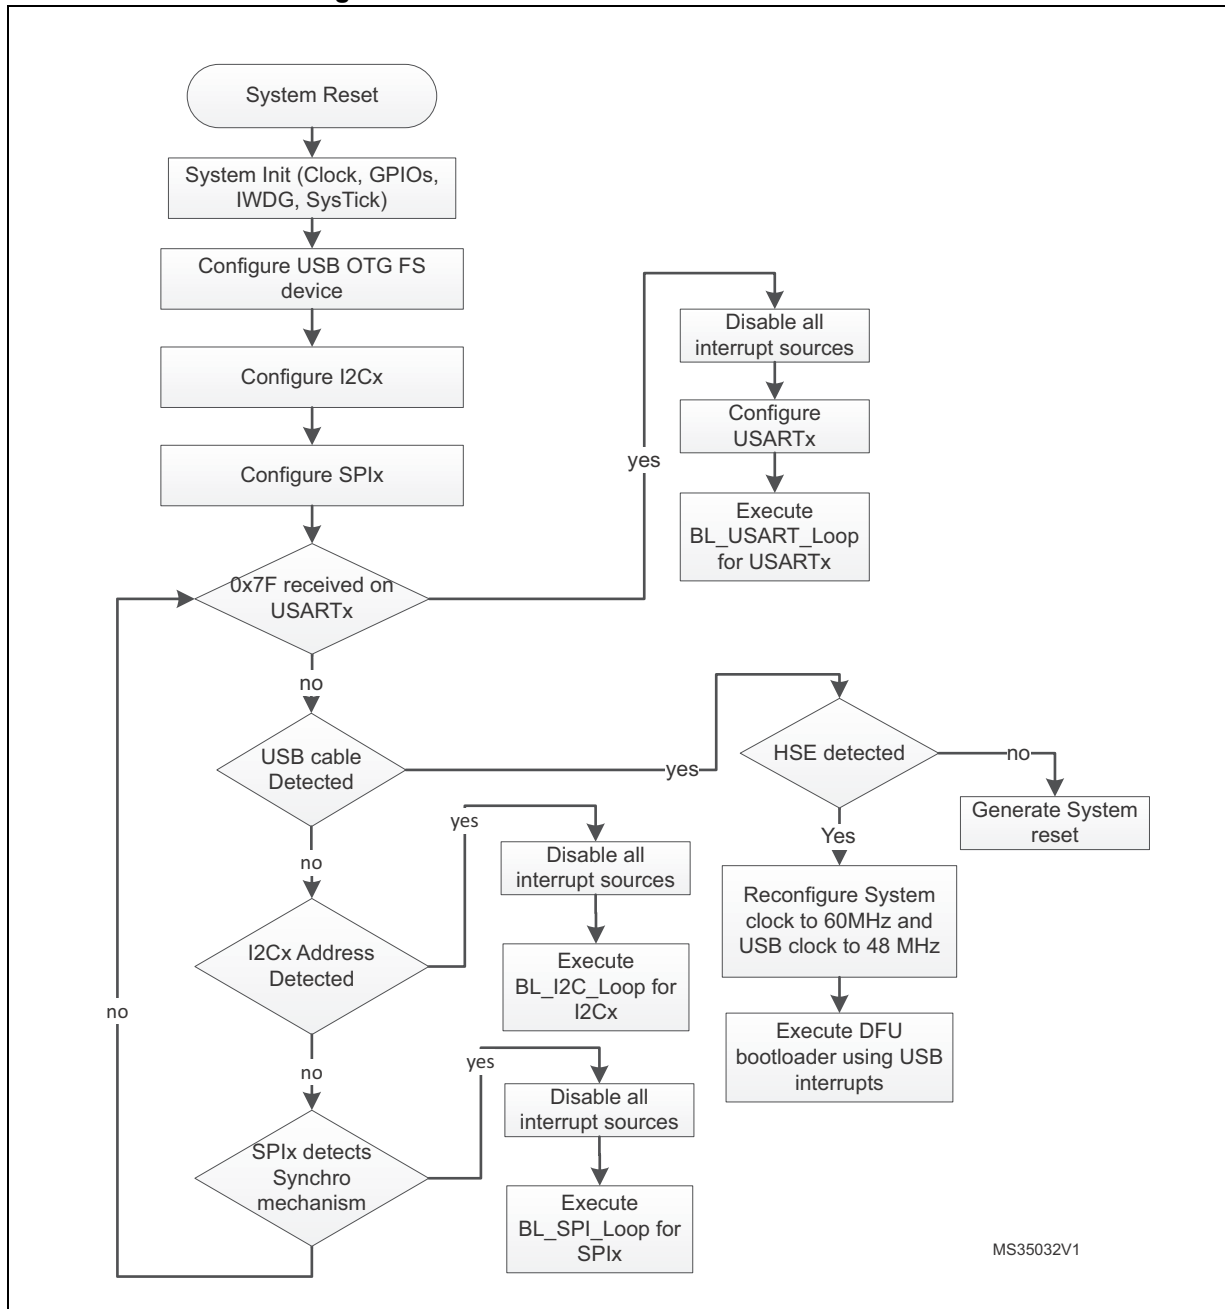 System Reset
System Init (Clock, GPIOs,
IWDG, SysTick)
Configure USB OTG FS
device
Configure I2Cx
Configure SPIx
0x7F received on
USARTx
yes
Disable all
interrupt sources
Configure
USARTx
Execute
BL_USART_Loop
for USARTx
no
USB cable
Detected
yes
HSE detected
no
Generate System
reset
Yes
Reconfigure System
clock to 60MHz and
USB clock to 48 MHz
Execute DFU
bootloader using USB
interrupts
no
I2Cx Address
Detected
yes
Disable all
interrupt sources
Execute
BL_I2C_Loop for
I2Cx
no
SPIx detects
Synchro
mechanism
yes
Disable all
interrupt sources
Execute
BL_SPI_Loop for
SPIx
no
MS35032V1